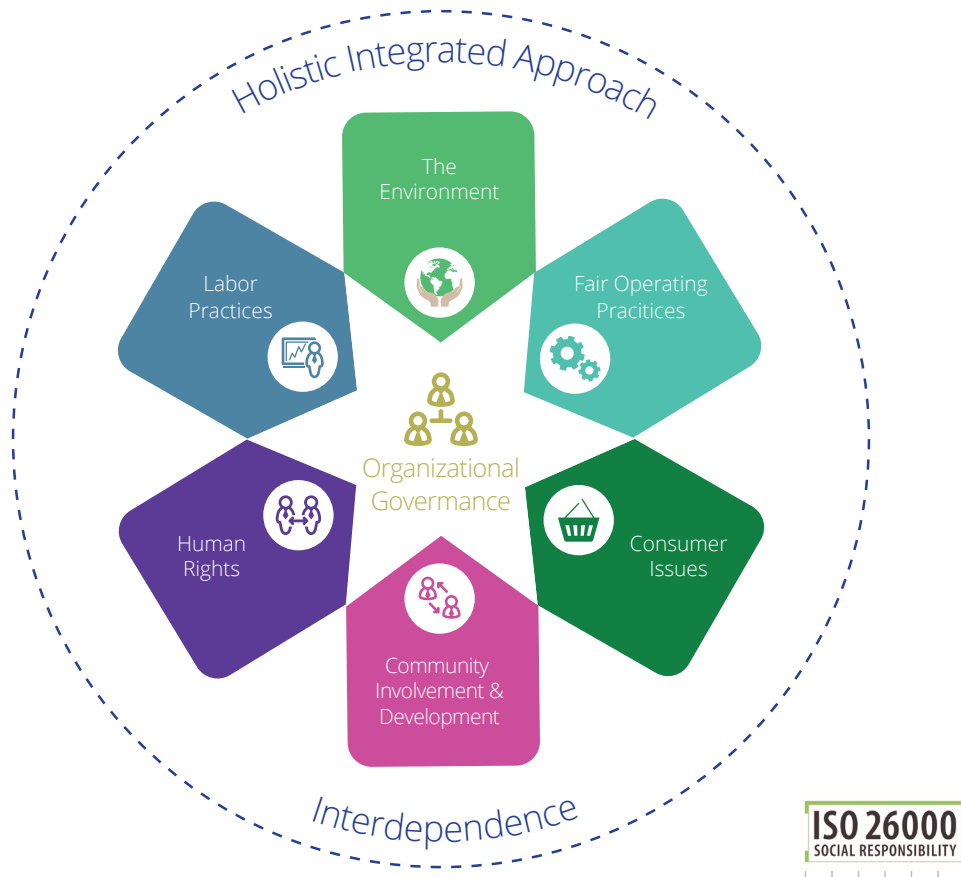 Holistic Integrated Approach
The
Environment
Labor
Practices
Fair Operating
Pracitices
Organizational
Govermance
Human
Rights
Consumer
Issues
Community
Involvement &
Development
Interdependence
ISO 26000
SOCIAL RESPONSIBILITY